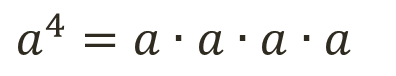 a⁴ = a · a · a · a